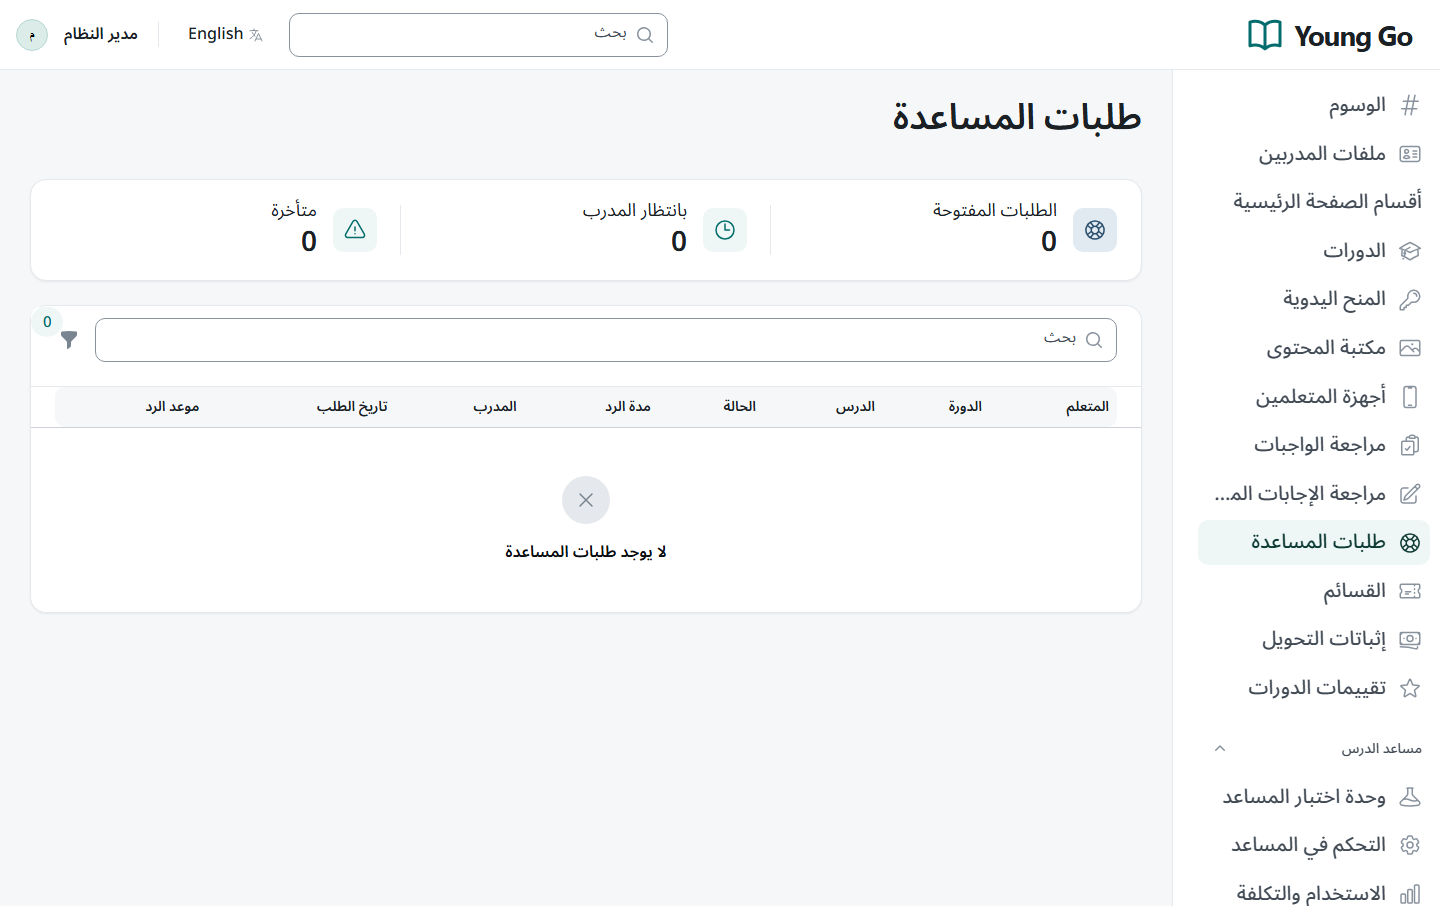 Young Go
بحث
English
مدير النظام
م
الوسوم
ملفات المدربين
أقسام الصفحة الرئيسية
الدورات
المنح اليدوية
مكتبة المحتوى
أجهزة المتعلمين
مراجعة الواجبات
مراجعة الإجابات المـ...
طلبات المساعدة
القسائم
إثباتات التحويل
تقييمات الدورات
مساعد الدرس
وحدة اختبار المساعد
التحكم في المساعد
الاستخدام والتكلفة
طلبات المساعدة
الطلبات المفتوحة
0
بانتظار المدرب
0
متأخرة
0
بحث
0
المتعلم الدورة الدرس الحالة مدة الرد المدرب تاريخ الطلب موعد الرد
لا يوجد طلبات المساعدة